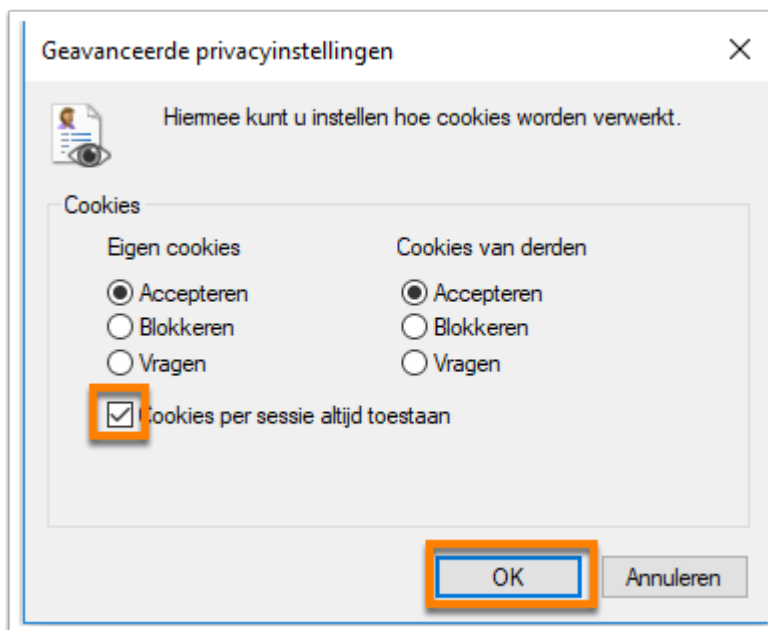 Geavanceerde privacyinstellingen
Hiermee kunt u instellen hoe cookies worden verwerkt.
Cookies
Eigen cookies
Cookies van derden
Accepteren
Accepteren
Blokkeren
Blokkeren
Vragen
Vragen
Cookies per sessie altijd toestaan
OK
Annuleren